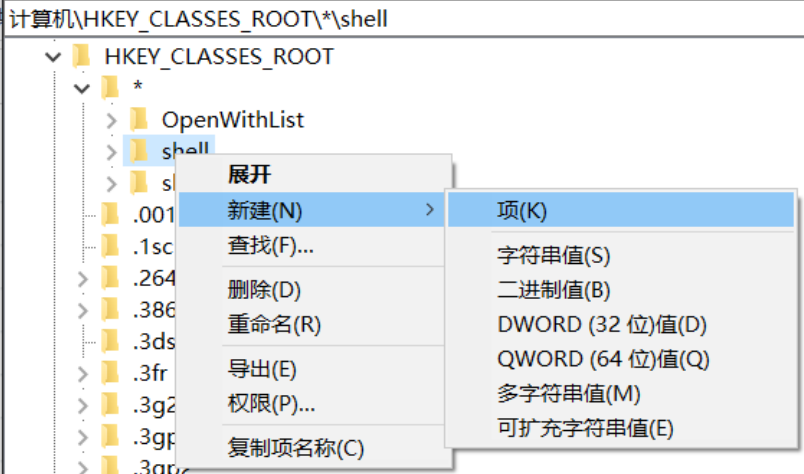 计算机\HKEY_CLASSES_ROOT\*\shell
HKEY_CLASSES_ROOT
*
OpenWithList
shell
展开
新建(N)
项(K)
.001
查找(F)...
字符串值(S)
.1sc
.264
二进制值(B)
删除(D)
.386
重命名(R)
DWORD (32 位)值(D)
.3ds
QWORD (64 位)值(Q)
.3fr
导出(E)
多字符串值(M)
.3g2
权限(P)...
可扩充字符串值(E)
.3gp
复制项名称(C)
.3gp2